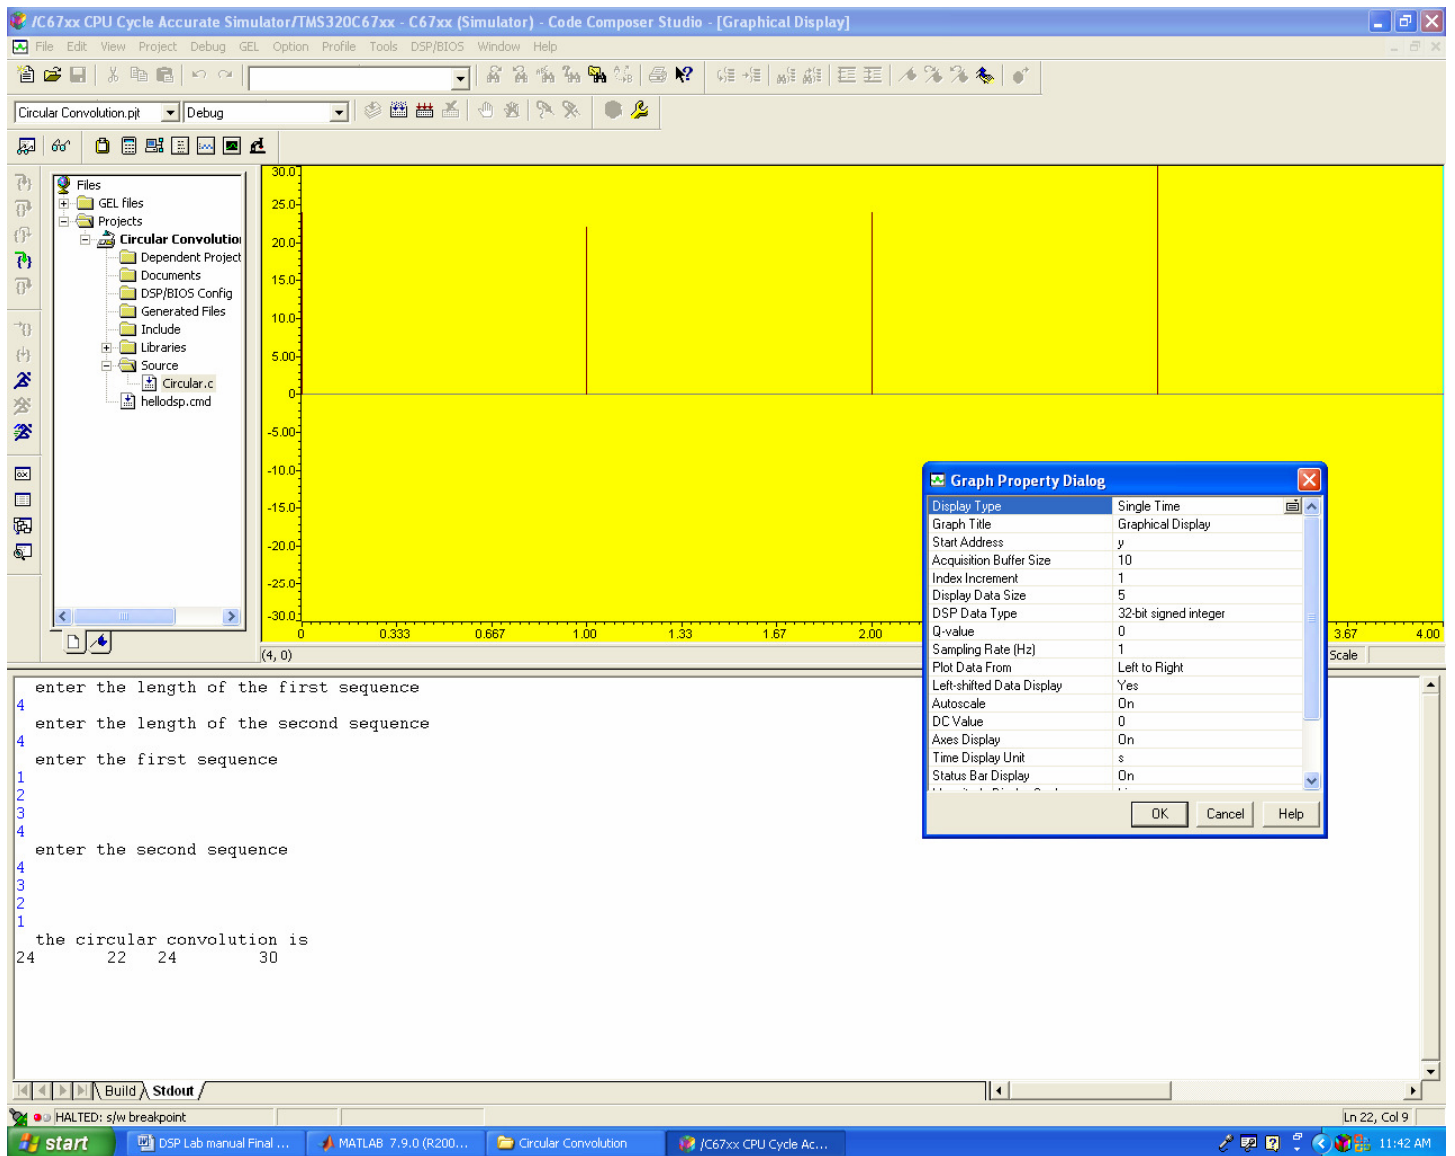 /C67xx CPU Cycle Accurate Simulator/TMS320C67xx - C67xx (Simulator) - Code Composer Studio - [Graphical Display]
File Edit View Project Debug GEL Option Profile Tools DSP/BIOS Window Help
Circular Convolution.pjt Debug
Files
GEL files
Projects
Circular Convolutio
Dependent Project
Documents
DSP/BIOS Config
Generated Files
Include
Libraries
Source
Circular.c
hellodsp.cmd
30.0
25.0
20.0
15.0
10.0
5.00
0
-5.00
-10.0
-15.0
-20.0
-25.0
-30.0
0 0.333 0.667 1.00 1.33 1.67 2.00 3.67 4.00
(4, 0) Scale
Graph Property Dialog
Display Type Single Time
Graph Title Graphical Display
Start Address y
Acquisition Buffer Size 10
Index Increment 1
Display Data Size 5
DSP Data Type 32-bit signed integer
Q-value 0
Sampling Rate (Hz) 1
Plot Data From Left to Right
Left-shifted Data Display Yes
Autoscale On
DC Value 0
Axes Display On
Time Display Unit s
Status Bar Display On
OK Cancel Help
enter the length of the first sequence
4
enter the length of the second sequence
4
enter the first sequence
1
2
3
4
enter the second sequence
4
3
2
1
the circular convolution is
24 22 24 30
Build Stdout
HALTED: s/w breakpoint Ln 22, Col 9
start DSP Lab manual Final ... MATLAB 7.9.0 (R200... Circular Convolution /C67xx CPU Cycle Ac... 11:42 AM